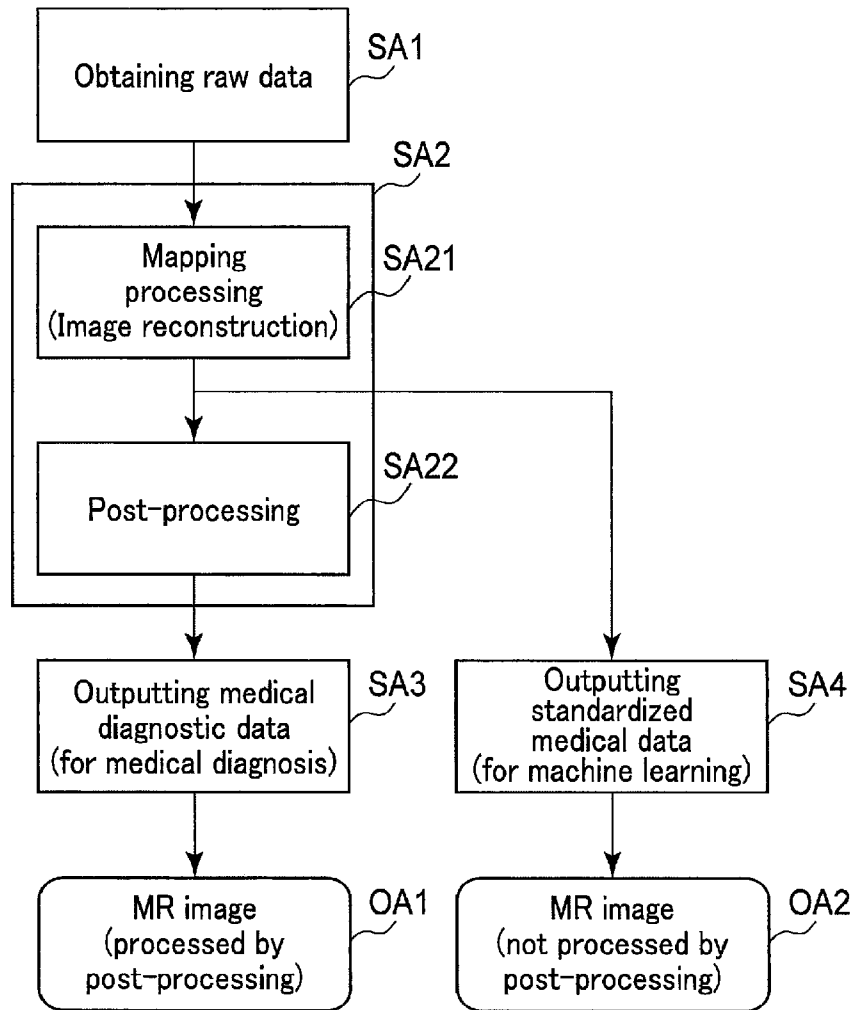 Obtaining raw data
SA1
SA2
Mapping
processing
(Image reconstruction)
SA21
Post-processing
SA22
Outputting medical
diagnostic data
(for medical diagnosis)
SA3
Outputting
standardized
medical data
(for machine learning)
SA4
MR image
(processed by
post-processing)
OA1
MR image
(not processed by
post-processing)
OA2